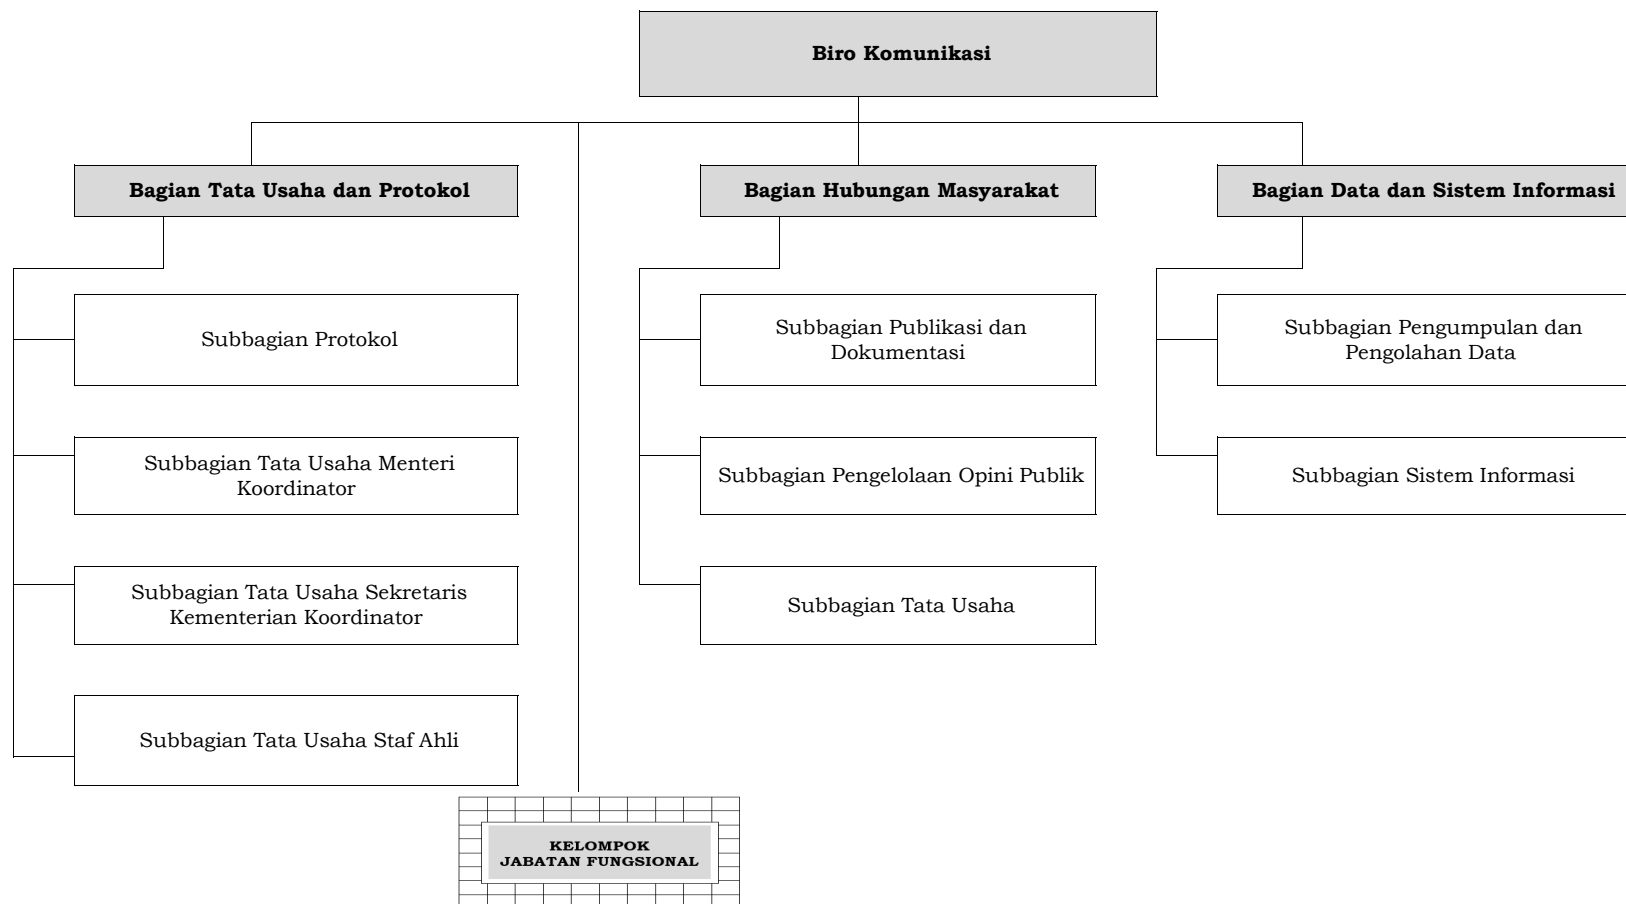 Biro Komunikasi
Bagian Tata Usaha dan Protokol
Bagian Hubungan Masyarakat
Bagian Data dan Sistem Informasi
Subbagian Protokol
Subbagian Publikasi dan
Dokumentasi
Subbagian Pengumpulan dan
Pengolahan Data
Subbagian Tata Usaha Menteri
Koordinator
Subbagian Pengelolaan Opini Publik
Subbagian Sistem Informasi
Subbagian Tata Usaha Sekretaris
Kementerian Koordinator
Subbagian Tata Usaha
Subbagian Tata Usaha Staf Ahli
KELOMPOK
JABATAN FUNGSIONAL